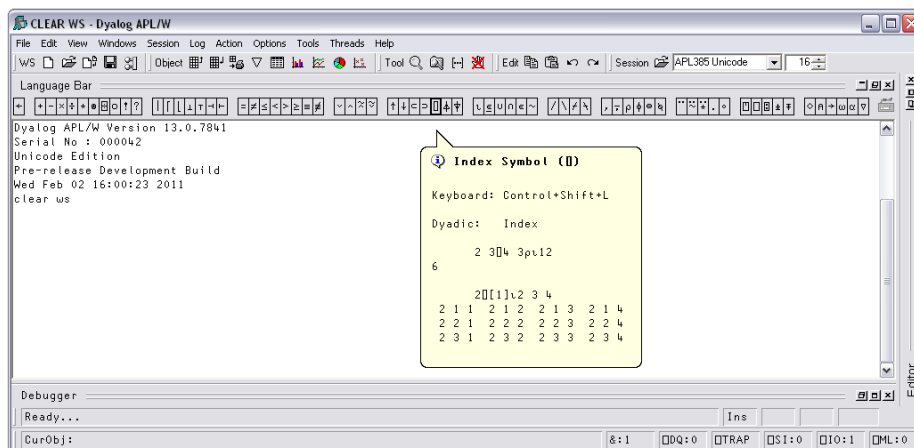 CLEAR WS - Dyalog APL/W
File Edit View Windows Session Log Action Options Tools Threads Help
WS Object Tool Edit Session APL385 Unicode 16
Language Bar
← + - × ÷ * ⍟ ⌹ ○ ! ? | ⌈ ⌊ ⊥ ⊤ ⊣ ⊢ = ≠ ≤ < > ≥ ≡ ≢ ∨ ∧ ⍲ ⍱ ↑ ↓ ⊂ ⊃ ⌷ ⍋ ⍒ ⍳ ⍷ ∪ ∩ ∊ ~ / \ ⌿ ⍀ , ⍪ ⍴ ⌽ ⊖ ⍉ ¨ ⍨ ⍣ . ∘ ⍞ ⎕ ⍠ ⍎ ⍕ ⋄ ⍝ → ⍵ ⍺ ∇
Dyalog APL/W Version 13.0.7841
Serial No : 000042
Unicode Edition
Pre-release Development Build
Wed Feb 02 16:00:23 2011
clear ws
Index Symbol (⌷)
Keyboard: Control+Shift+L
Dyadic: Index
2 3⌷4 3⍴⍳12
6
2⌷[1]⍳2 3 4
2 1 1 2 1 2 2 1 3 2 1 4
2 2 1 2 2 2 2 2 3 2 2 4
2 3 1 2 3 2 2 3 3 2 3 4
Editor
Debugger
Ready...
Ins
CurObj:
&:1 ⎕DQ:0 ⎕TRAP ⎕SI:0 ⎕IO:1 ⎕ML:0